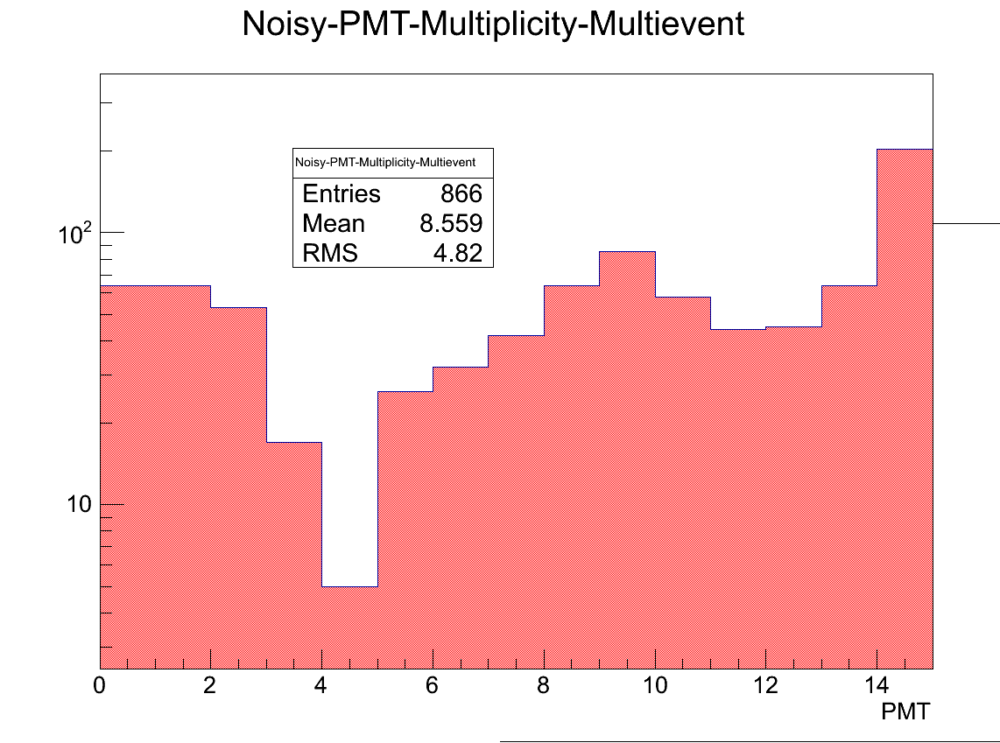 Noisy-PMT-Multiplicity-Multievent
Noisy-PMT-Multiplicity-Multievent
Entries 866
Mean 8.559
RMS 4.82
10²
10
0 2 4 6 8 10 12 14
PMT